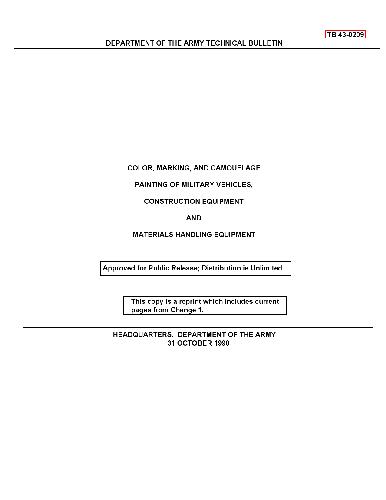 TB 43-0209
DEPARTMENT OF THE ARMY TECHNICAL BULLETIN
COLOR, MARKING, AND CAMOUFLAGE
PAINTING OF MILITARY VEHICLES,
CONSTRUCTION EQUIPMENT
AND
MATERIALS HANDLING EQUIPMENT
Approved for Public Release; Distribution is Unlimited
This copy is a reprint which includes current
pages from Change 1.
HEADQUARTERS, DEPARTMENT OF THE ARMY
31 OCTOBER 1990